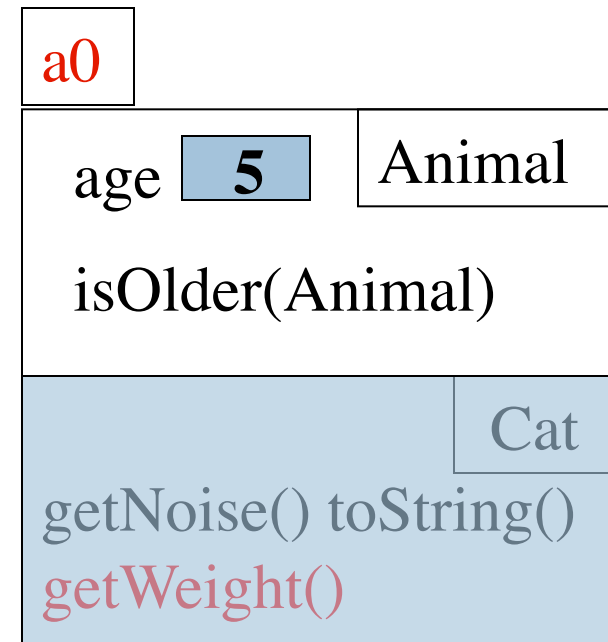 a0
age 5 Animal
isOlder(Animal)
Cat
getNoise() toString()
getWeight()